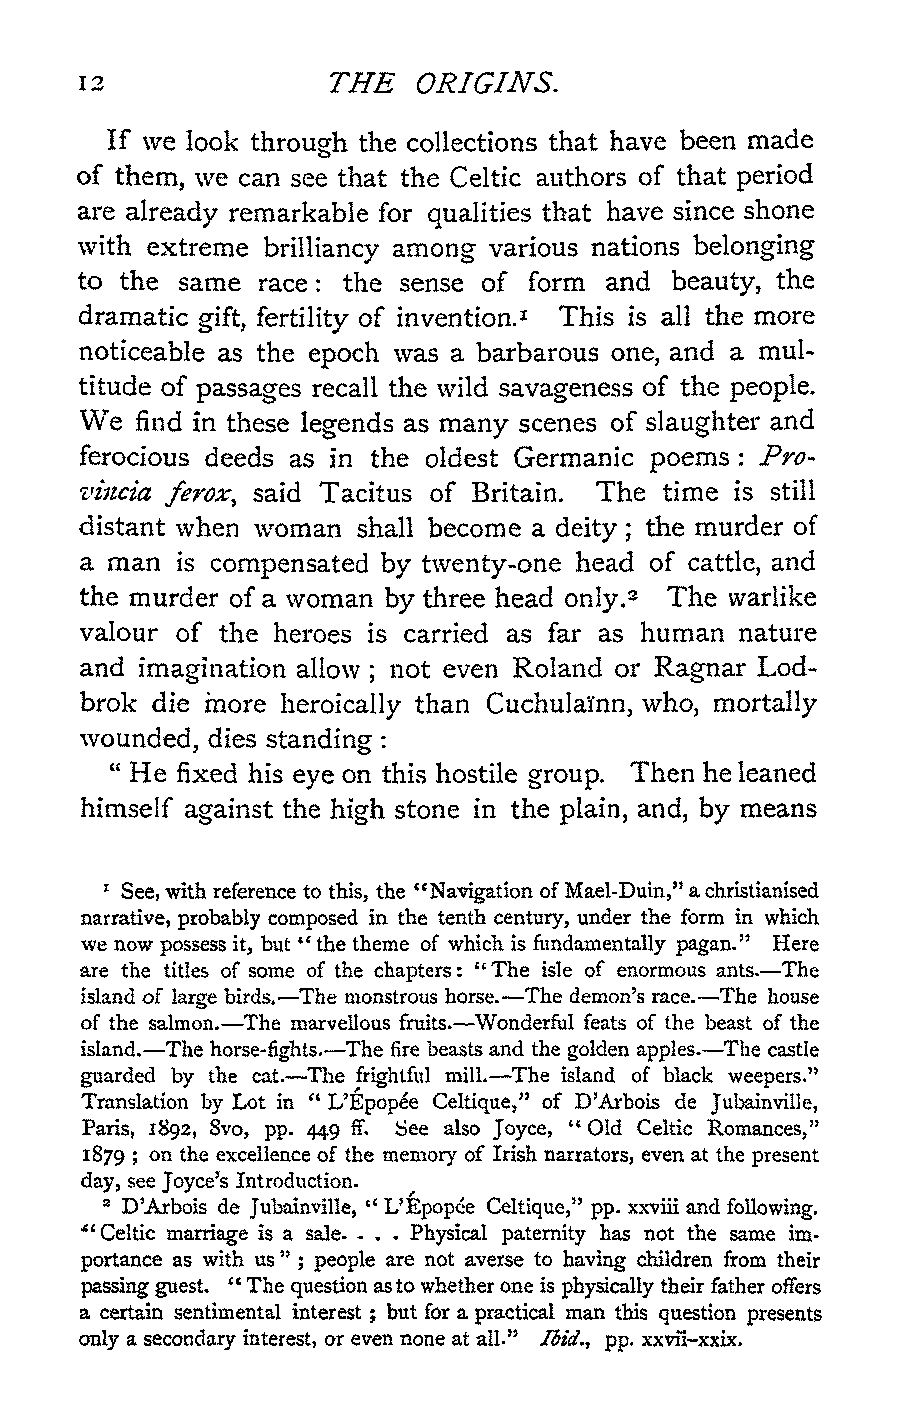 12 THE ORIGINS.
If we look through the collections that have been made
of them, we can see that the Celtic authors of that period
are already remarkable for qualities that have since shone
with extreme brilliancy among various nations belonging
to the same race : the sense of form and beauty, the
dramatic gift, fertility of invention.¹ This is all the more
noticeable as the epoch was a barbarous one, and a mul-
titude of passages recall the wild savageness of the people.
We find in these legends as many scenes of slaughter and
ferocious deeds as in the oldest Germanic poems : Pro-
vincia ferox, said Tacitus of Britain. The time is still
distant when woman shall become a deity ; the murder of
a man is compensated by twenty-one head of cattle, and
the murder of a woman by three head only.² The warlike
valour of the heroes is carried as far as human nature
and imagination allow ; not even Roland or Ragnar Lod-
brok die more heroically than Cuchulaïnn, who, mortally
wounded, dies standing :
“ He fixed his eye on this hostile group. Then he leaned
himself against the high stone in the plain, and, by means
¹ See, with reference to this, the “Navigation of Mael-Duin,” a christianised
narrative, probably composed in the tenth century, under the form in which
we now possess it, but “ the theme of which is fundamentally pagan.” Here
are the titles of some of the chapters : “The isle of enormous ants.—The
island of large birds.—The monstrous horse.—The demon’s race.—The house
of the salmon.—The marvellous fruits.—Wonderful feats of the beast of the
island.—The horse-fights.—The fire beasts and the golden apples.—The castle
guarded by the cat.—The frightful mill.—The island of black weepers.”
Translation by Lot in “ L’Épopée Celtique,” of D’Arbois de Jubainville,
Paris, 1892, 8vo, pp. 449 ff. See also Joyce, “ Old Celtic Romances,”
1879 ; on the excellence of the memory of Irish narrators, even at the present
day, see Joyce’s Introduction.
² D’Arbois de Jubainville, “ L’Épopée Celtique,” pp. xxviii and following.
“Celtic marriage is a sale. . . . Physical paternity has not the same im-
portance as with us ” ; people are not averse to having children from their
passing guest. “ The question as to whether one is physically their father offers
a certain sentimental interest ; but for a practical man this question presents
only a secondary interest, or even none at all.” Ibid., pp. xxvii–xxix.